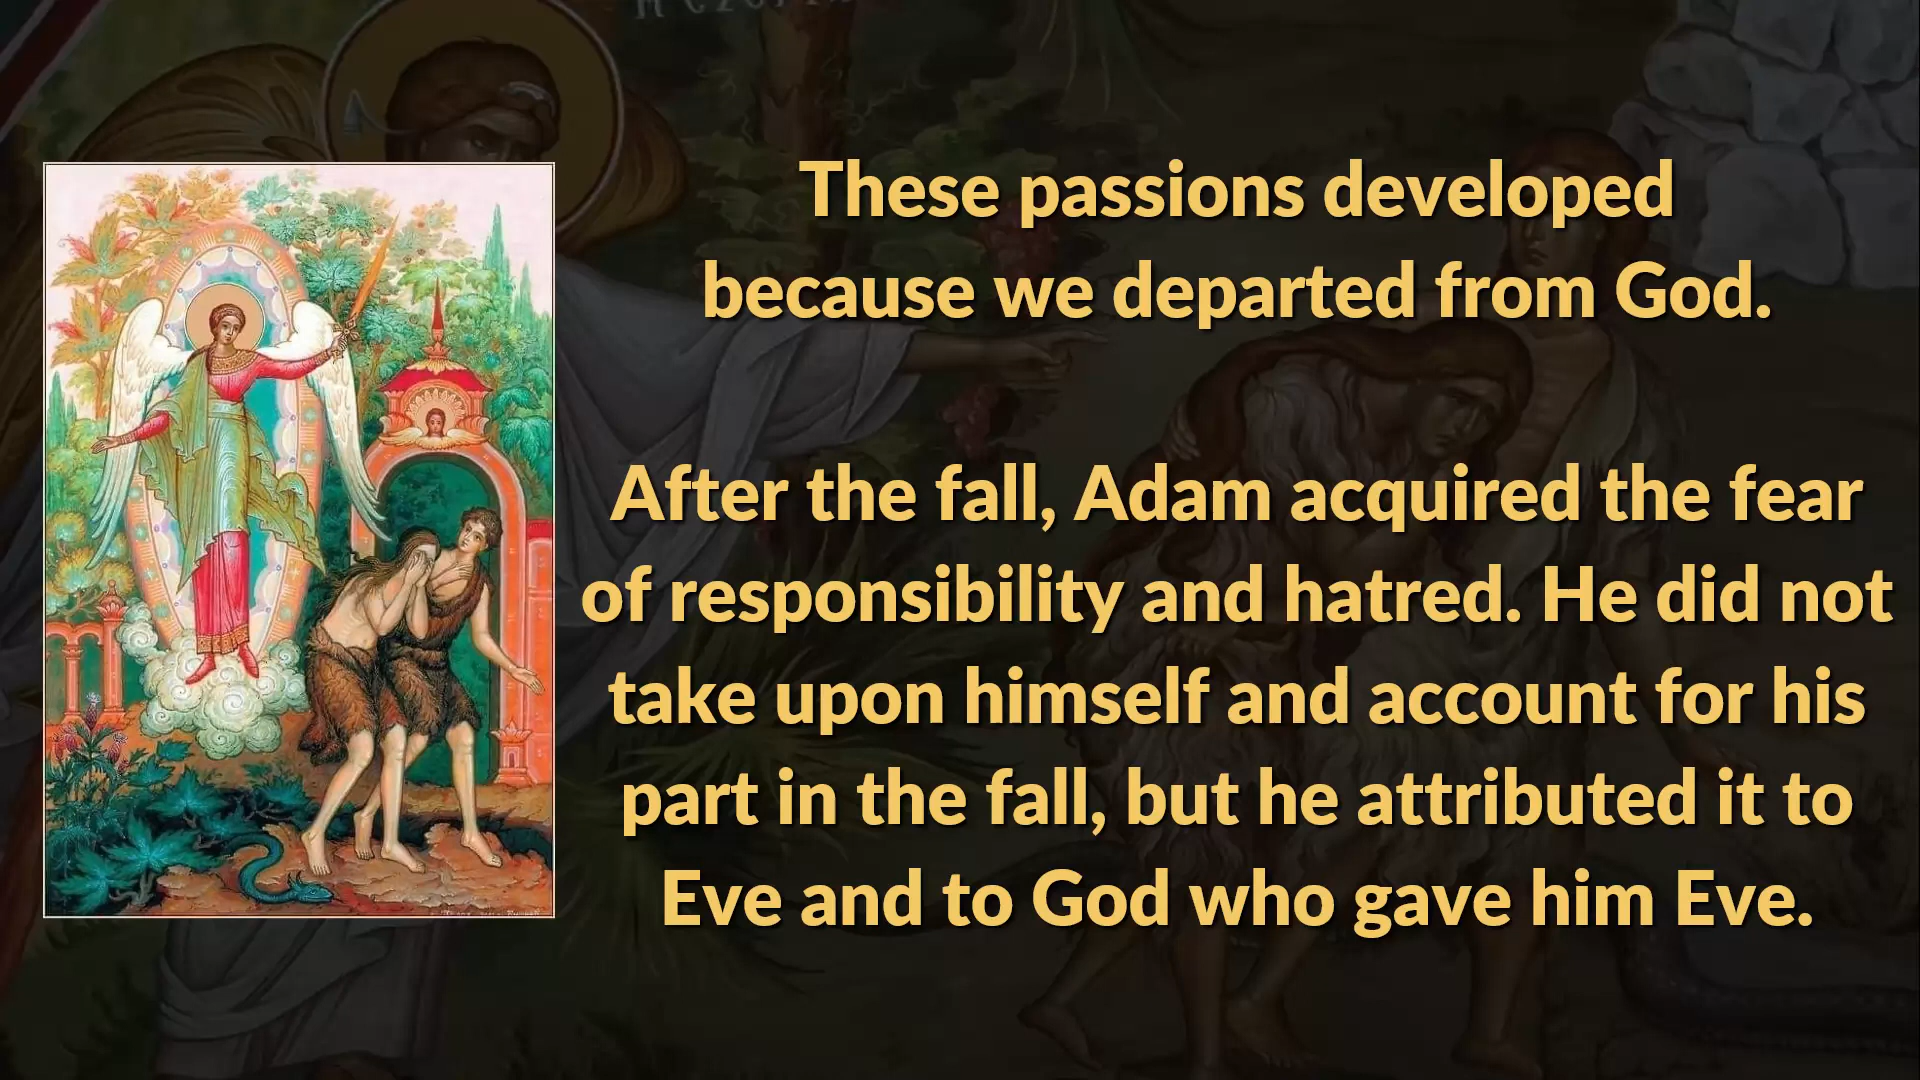 These passions developed
because we departed from God.
After the fall, Adam acquired the fear
of responsibility and hatred. He did not
take upon himself and account for his
part in the fall, but he attributed it to
Eve and to God who gave him Eve.